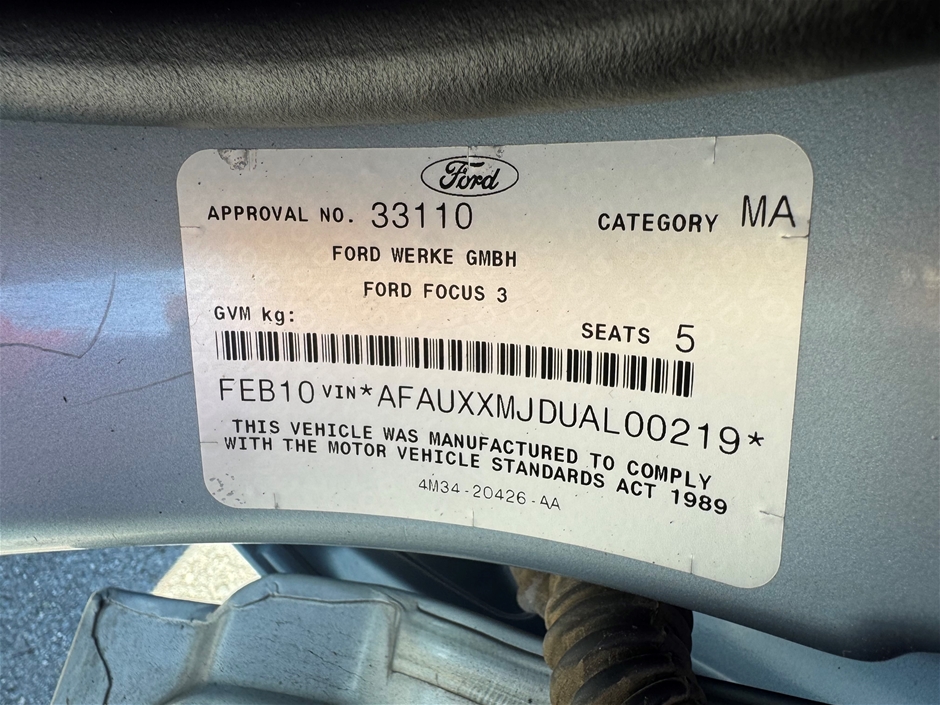 Ford
APPROVAL NO. 33110 CATEGORY MA
FORD WERKE GMBH
FORD FOCUS 3
GVM kg: SEATS 5
FEB10 VIN*AFAUXXMJDUAL00219*
THIS VEHICLE WAS MANUFACTURED TO COMPLY
WITH THE MOTOR VEHICLE STANDARDS ACT 1989
4M34-20426-AA